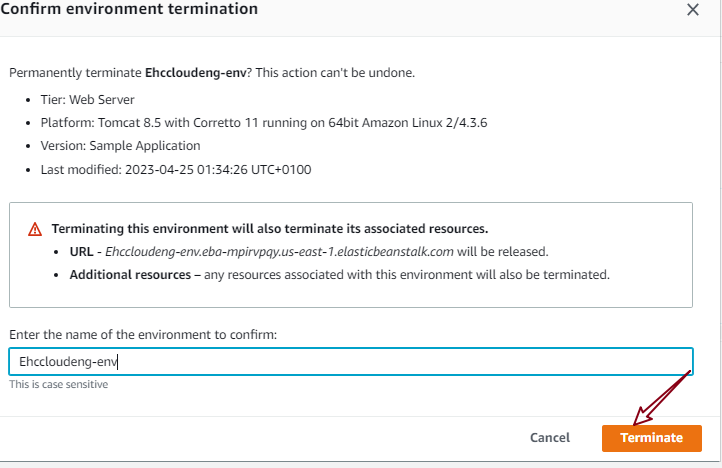 Confirm environment termination
Permanently terminate Ehccloudeng-env? This action can't be undone.
• Tier: Web Server
• Platform: Tomcat 8.5 with Corretto 11 running on 64bit Amazon Linux 2/4.3.6
• Version: Sample Application
• Last modified: 2023-04-25 01:34:26 UTC+0100
Terminating this environment will also terminate its associated resources.
• URL - Ehccloudeng-env.eba-mpirvpqy.us-east-1.elasticbeanstalk.com will be released.
• Additional resources – any resources associated with this environment will also be terminated.
Enter the name of the environment to confirm:
Ehccloudeng-env
This is case sensitive
Cancel Terminate